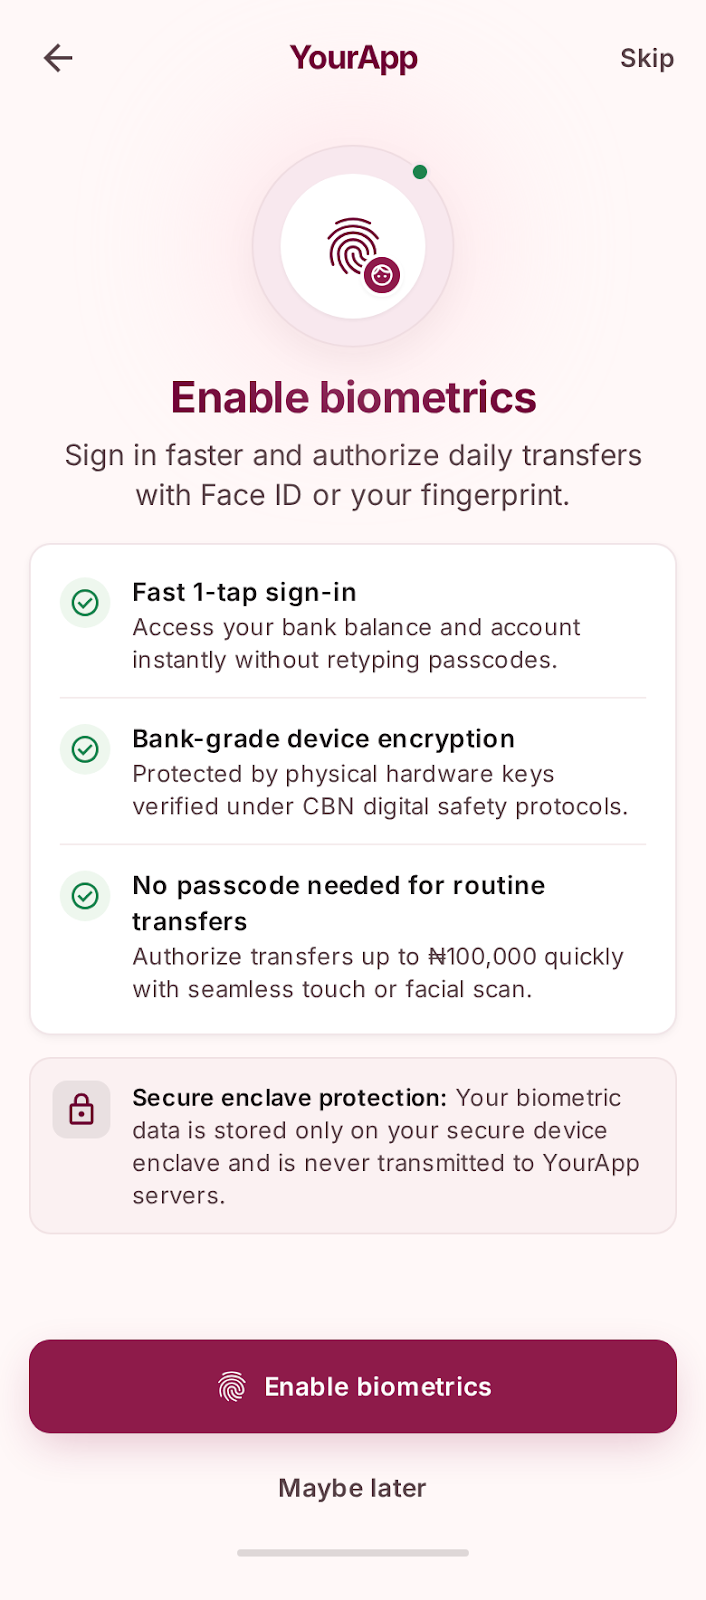 YourApp
Skip
Enable biometrics
Sign in faster and authorize daily transfers
with Face ID or your fingerprint.
Fast 1-tap sign-in
Access your bank balance and account
instantly without retyping passcodes.
Bank-grade device encryption
Protected by physical hardware keys
verified under CBN digital safety protocols.
No passcode needed for routine
transfers
Authorize transfers up to ₦100,000 quickly
with seamless touch or facial scan.
Secure enclave protection: Your biometric
data is stored only on your secure device
enclave and is never transmitted to YourApp
servers.
Enable biometrics
Maybe later